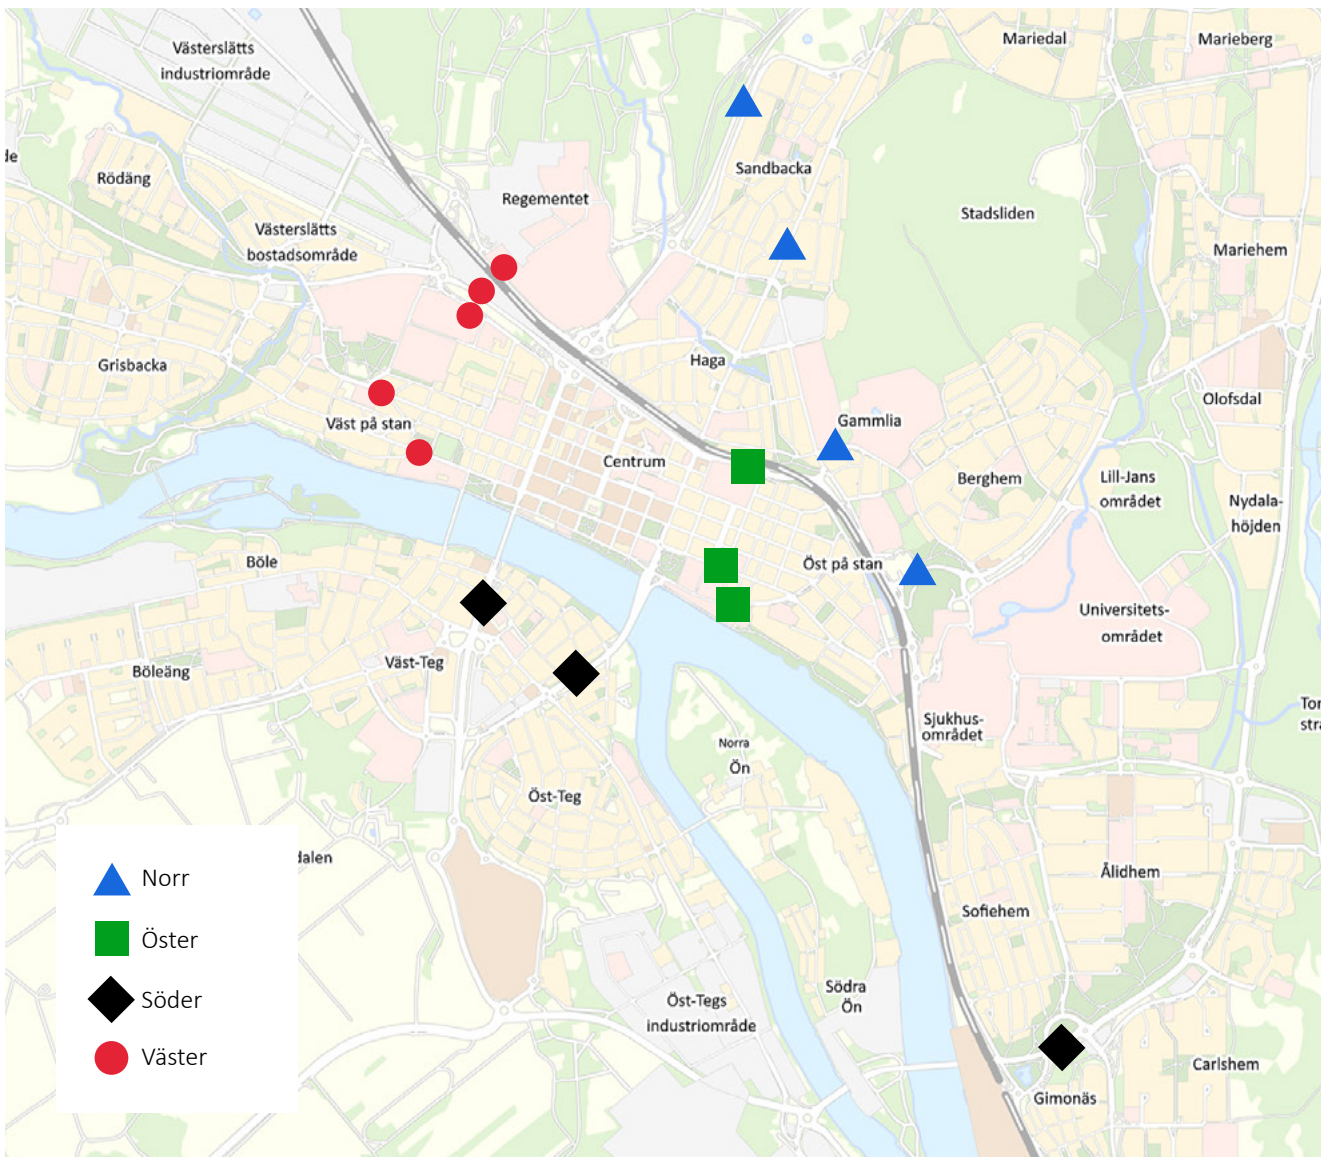 Mariedal
Marieberg
Västerslätts
industriområde
de
Rödäng
Sandbacka
Regementet
Stadsliden
Västerslätts
bostadsområde
Mariehem
Grisbacka
Haga
Olofsdal
Väst på stan
Gammlia
Centrum
Berghem
Lill-Jans
området
Nydala-
höjden
Böle
Öst på stan
Universitets-
området
Väst-Teg
Böleäng
Sjukhus-
området
Norra
Ön
Öst-Teg
dalen
Ålidhem
Sofiehem
Södra
Ön
Öst-Tegs
industriområde
Carlshem
Gimonäs
Norr
Öster
Söder
Väster